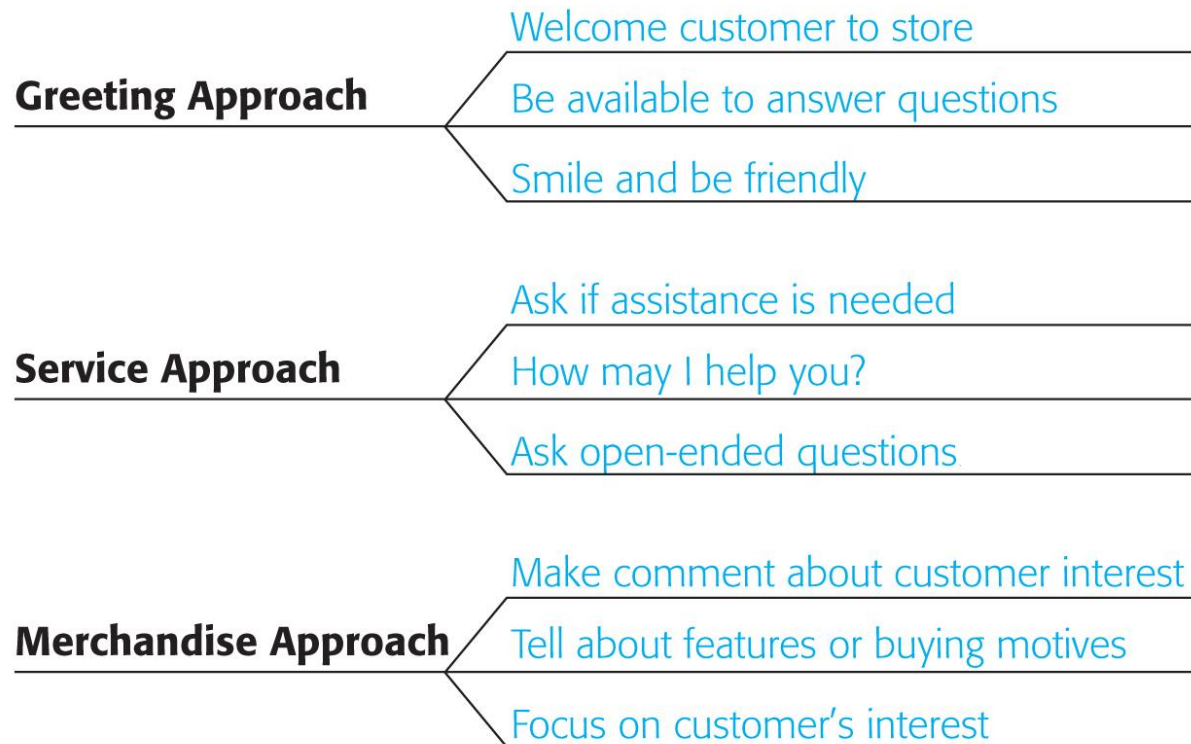 Welcome customer to store
Greeting Approach
Be available to answer questions
Smile and be friendly
Ask if assistance is needed
Service Approach
How may I help you?
Ask open-ended questions
Make comment about customer interest
Merchandise Approach
Tell about features or buying motives
Focus on customer's interest